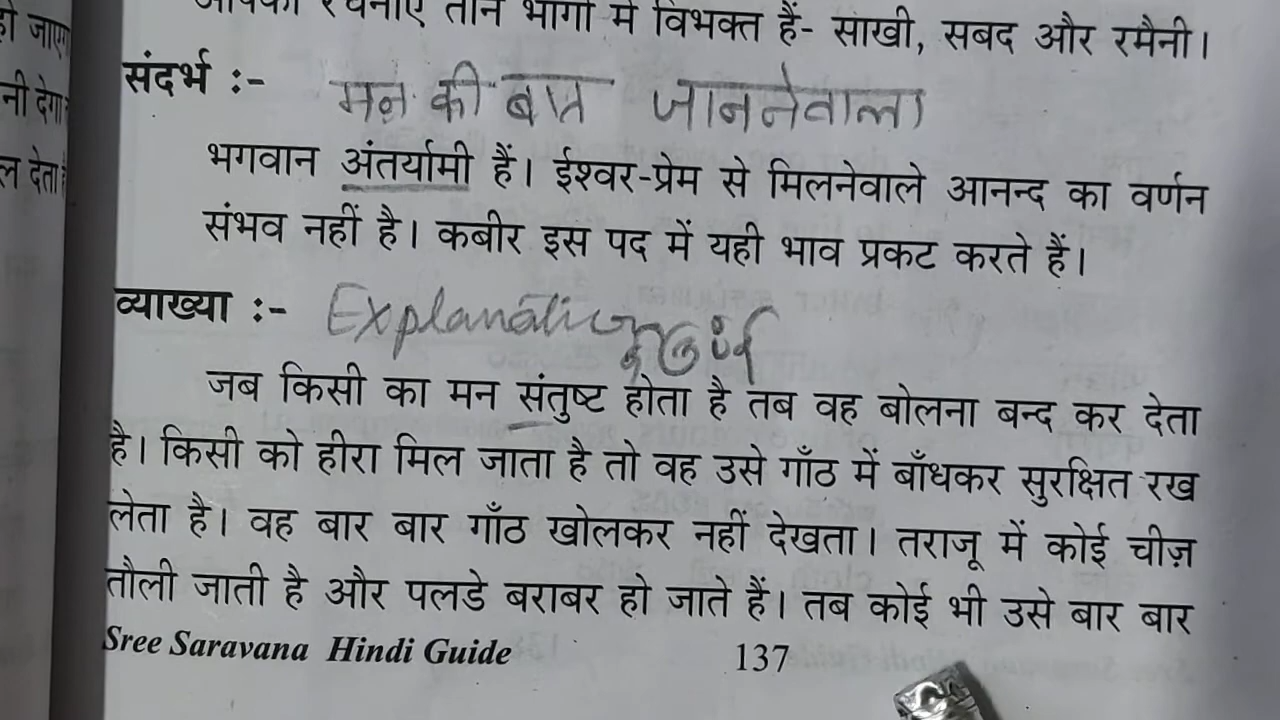 आपकी रचनाएँ तीन भागों में विभक्त हैं- साखी, सबद और रमैनी।
हो जाए
संदर्भ :- मन की बात जाननेवाला
नी देगा
भगवान अंतर्यामी हैं। ईश्वर-प्रेम से मिलनेवाले आनन्द का वर्णन
ल देता है
संभव नहीं है। कबीर इस पद में यही भाव प्रकट करते हैं।
व्याख्या :- Explanation
जब किसी का मन संतुष्ट होता है तब वह बोलना बन्द कर देता
है। किसी को हीरा मिल जाता है तो वह उसे गाँठ में बाँधकर सुरक्षित रख
लेता है। वह बार बार गाँठ खोलकर नहीं देखता। तराजू में कोई चीज़
तौली जाती है और पलडे बराबर हो जाते हैं। तब कोई भी उसे बार बार
Sree Saravana Hindi Guide 137